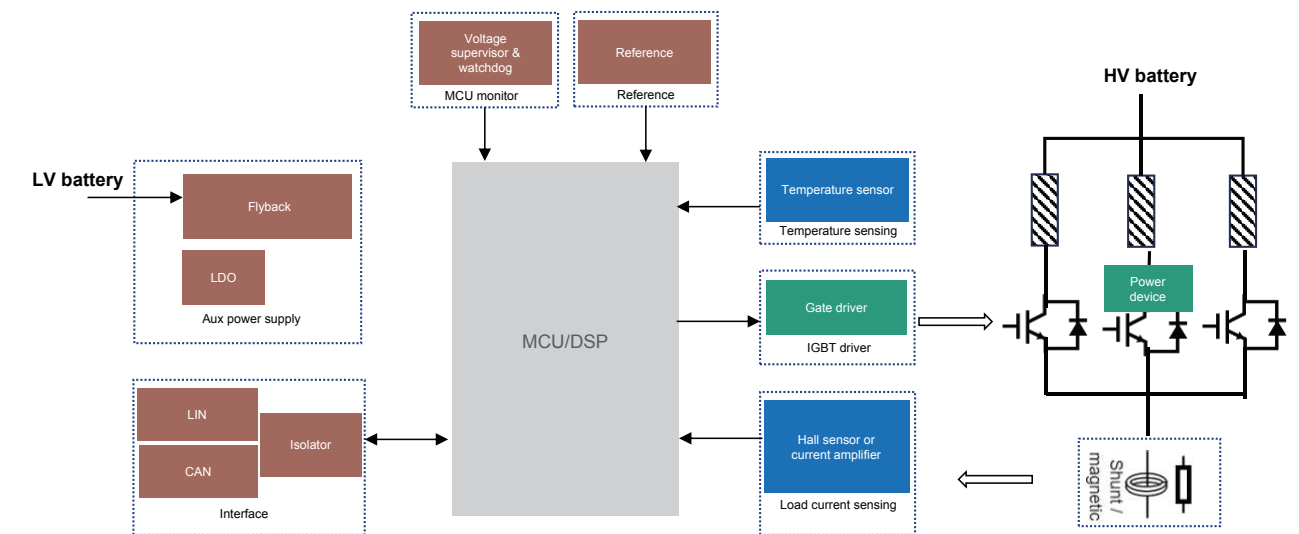 Voltage
supervisor &
watchdog
MCU monitor
Reference
Reference
HV battery
LV battery
Flyback
LDO
Aux power supply
MCU/DSP
Temperature sensor
Temperature sensing
Gate driver
IGBT driver
Power
device
LIN
CAN
Isolator
Interface
Hall sensor or
current amplifier
Load current sensing
Shunt /
magnetic